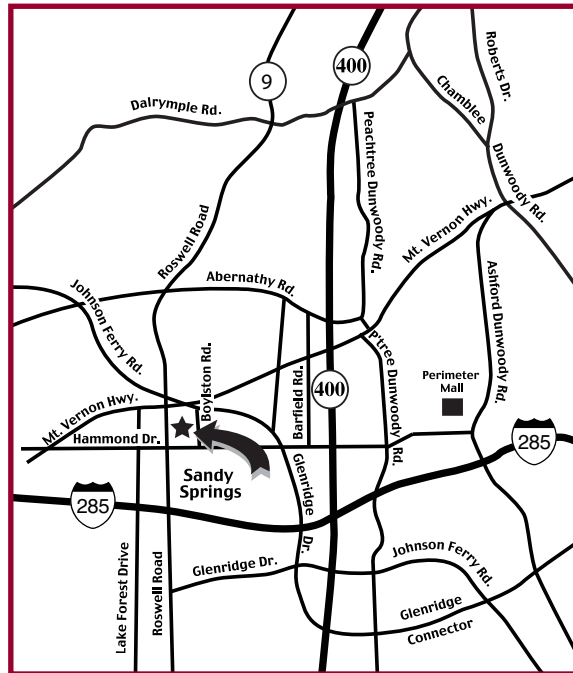 400
9
Roberts Dr.
Chamblee
Dunwoody Rd.
Dalrymple Rd.
Peachtree Dunwoody Rd.
Mt. Vernon Hwy.
Roswell Road
Abernathy Rd.
Ashford Dunwoody Rd.
Johnson Ferry Rd.
P'tree Dunwoody Rd.
Boylston Rd.
Barfield Rd.
400
Perimeter
Mall
Mt. Vernon Hwy.
Hammond Dr.
285
Sandy
Springs
Glenridge
Dr.
285
Lake Forest Drive
Roswell Road
Glenridge Dr.
Johnson Ferry Rd.
Glenridge
Connector